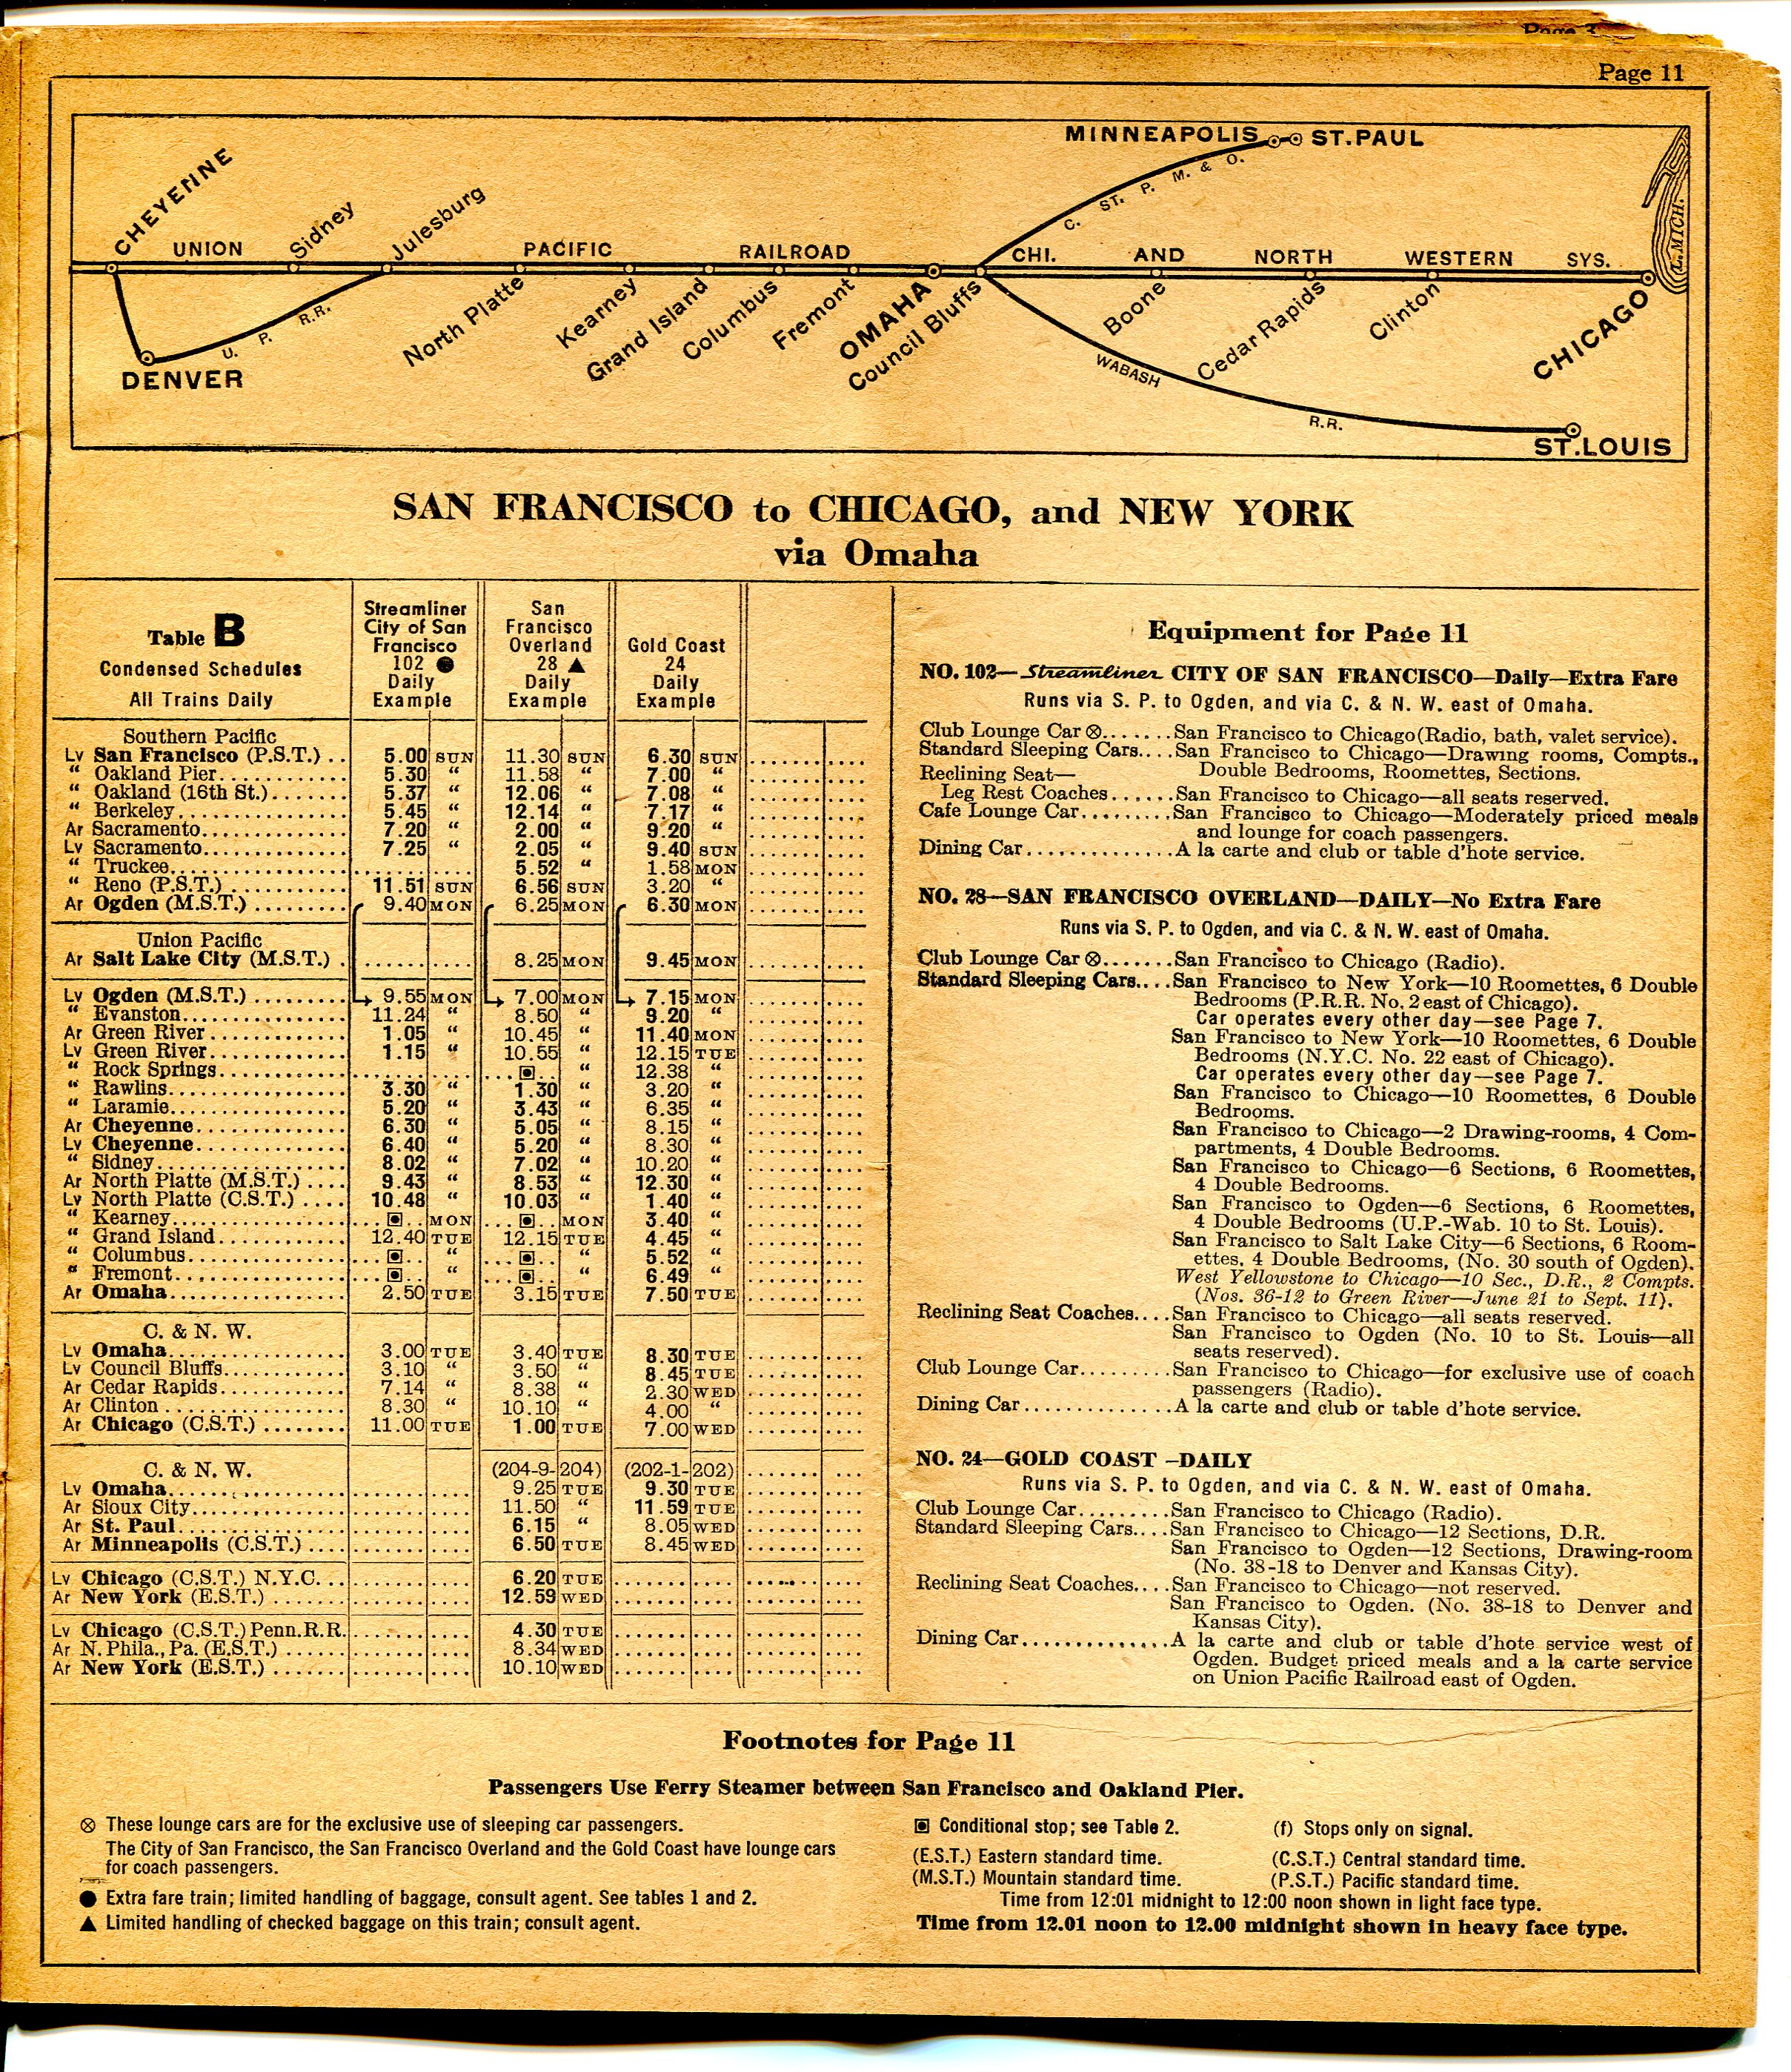 Page 3
Page 11
MINNEAPOLIS ST. PAUL
C. ST. P. M. & O.
CHEYENNE
Sidney
Julesburg
UNION PACIFIC RAILROAD
CHI. AND NORTH WESTERN SYS.
L. MICH.
North Platte
Kearney
Grand Island
Columbus
Fremont
OMAHA
Council Bluffs
Boone
Cedar Rapids
Clinton
CHICAGO
U. P. R.R.
DENVER
WABASH R.R.
ST. LOUIS
SAN FRANCISCO to CHICAGO, and NEW YORK
via Omaha
Table B
Condensed Schedules
All Trains Daily
Streamliner
City of San
Francisco
102 ●
Daily
Example
San
Francisco
Overland
28 ▲
Daily
Example
Gold Coast
24
Daily
Example
Southern Pacific
Lv San Francisco (P.S.T.) .. 5.00 SUN 11.30 SUN 6.30 SUN
“ Oakland Pier 5.30 “ 11.58 “ 7.00 “
“ Oakland (16th St.) 5.37 “ 12.06 “ 7.08 “
“ Berkeley 5.45 “ 12.14 “ 7.17 “
Ar Sacramento 7.20 “ 2.00 “ 9.20 “
Lv Sacramento 7.25 “ 2.05 “ 9.40 SUN
“ Truckee 5.52 “ 1.58 MON
“ Reno (P.S.T.) 11.51 SUN 6.56 SUN 3.20 “
Ar Ogden (M.S.T.) 9.40 MON 6.25 MON 6.30 MON
Union Pacific
Ar Salt Lake City (M.S.T.) . 8.25 MON 9.45 MON
Lv Ogden (M.S.T.) 9.55 MON 7.00 MON 7.15 MON
“ Evanston 11.24 “ 8.50 “ 9.20 “
Ar Green River 1.05 “ 10.45 “ 11.40 MON
Lv Green River 1.15 “ 10.55 “ 12.15 TUE
“ Rock Springs ▣ “ 12.38 “
“ Rawlins 3.30 “ 1.30 “ 3.20 “
“ Laramie 5.20 “ 3.43 “ 6.35 “
Ar Cheyenne 6.30 “ 5.05 “ 8.15 “
Lv Cheyenne 6.40 “ 5.20 “ 8.30 “
“ Sidney 8.02 “ 7.02 “ 10.20 “
Ar North Platte (M.S.T.) 9.43 “ 8.53 “ 12.30 “
Lv North Platte (C.S.T.) 10.48 “ 10.03 “ 1.40 “
“ Kearney ▣ MON ▣ MON 3.40 “
“ Grand Island 12.40 TUE 12.15 TUE 4.45 “
“ Columbus ▣ “ ▣ “ 5.52 “
“ Fremont ▣ “ ▣ “ 6.49 “
Ar Omaha 2.50 TUE 3.15 TUE 7.50 TUE
C. & N. W.
Lv Omaha 3.00 TUE 3.40 TUE 8.30 TUE
Lv Council Bluffs 3.10 “ 3.50 “ 8.45 TUE
Ar Cedar Rapids 7.14 “ 8.38 “ 2.30 WED
Ar Clinton 8.30 “ 10.10 “ 4.00 “
Ar Chicago (C.S.T.) 11.00 TUE 1.00 TUE 7.00 WED
C. & N. W. (204-9-204) (202-1-202)
Lv Omaha 9.25 TUE 9.30 TUE
Ar Sioux City 11.50 “ 11.59 TUE
Ar St. Paul 6.15 “ 8.05 WED
Ar Minneapolis (C.S.T.) 6.50 TUE 8.45 WED
Lv Chicago (C.S.T.) N.Y.C. 6.20 TUE
Ar New York (E.S.T.) 12.59 WED
Lv Chicago (C.S.T.) Penn.R.R. 4.30 TUE
Ar N. Phila., Pa. (E.S.T.) 8.34 WED
Ar New York (E.S.T.) 10.10 WED
Equipment for Page 11
NO. 102—Streamliner CITY OF SAN FRANCISCO—Daily—Extra Fare
Runs via S. P. to Ogden, and via C. & N. W. east of Omaha.
Club Lounge Car ⊗.......San Francisco to Chicago (Radio, bath, valet service).
Standard Sleeping Cars....San Francisco to Chicago—Drawing rooms, Compts.,
Double Bedrooms, Roomettes, Sections.
Reclining Seat—
Leg Rest Coaches......San Francisco to Chicago—all seats reserved.
Cafe Lounge Car.........San Francisco to Chicago—Moderately priced meals
and lounge for coach passengers.
Dining Car..............A la carte and club or table d'hote service.
NO. 28—SAN FRANCISCO OVERLAND—DAILY—No Extra Fare
Runs via S. P. to Ogden, and via C. & N. W. east of Omaha.
Club Lounge Car ⊗.......San Francisco to Chicago (Radio).
Standard Sleeping Cars....San Francisco to New York—10 Roomettes, 6 Double
Bedrooms (P.R.R. No. 2 east of Chicago).
Car operates every other day—see Page 7.
San Francisco to New York—10 Roomettes, 6 Double
Bedrooms (N.Y.C. No. 22 east of Chicago).
Car operates every other day—see Page 7.
San Francisco to Chicago—10 Roomettes, 6 Double
Bedrooms.
San Francisco to Chicago—2 Drawing-rooms, 4 Com-
partments, 4 Double Bedrooms.
San Francisco to Chicago—6 Sections, 6 Roomettes,
4 Double Bedrooms.
San Francisco to Ogden—6 Sections, 6 Roomettes,
4 Double Bedrooms (U.P.-Wab. 10 to St. Louis).
San Francisco to Salt Lake City—6 Sections, 6 Room-
ettes, 4 Double Bedrooms, (No. 30 south of Ogden).
West Yellowstone to Chicago—10 Sec., D.R., 2 Compts.
(Nos. 36-12 to Green River—June 21 to Sept. 11).
Reclining Seat Coaches....San Francisco to Chicago—all seats reserved.
San Francisco to Ogden (No. 10 to St. Louis—all
seats reserved).
Club Lounge Car.........San Francisco to Chicago—for exclusive use of coach
passengers (Radio).
Dining Car..............A la carte and club or table d'hote service.
NO. 24—GOLD COAST –DAILY
Runs via S. P. to Ogden, and via C. & N. W. east of Omaha.
Club Lounge Car.........San Francisco to Chicago (Radio).
Standard Sleeping Cars....San Francisco to Chicago—12 Sections, D.R.
San Francisco to Ogden—12 Sections, Drawing-room
(No. 38-18 to Denver and Kansas City).
Reclining Seat Coaches....San Francisco to Chicago—not reserved.
San Francisco to Ogden. (No. 38-18 to Denver and
Kansas City).
Dining Car..............A la carte and club or table d'hote service west of
Ogden. Budget priced meals and a la carte service
on Union Pacific Railroad east of Ogden.
Footnotes for Page 11
Passengers Use Ferry Steamer between San Francisco and Oakland Pier.
⊗ These lounge cars are for the exclusive use of sleeping car passengers.
The City of San Francisco, the San Francisco Overland and the Gold Coast have lounge cars
for coach passengers.
● Extra fare train; limited handling of baggage, consult agent. See tables 1 and 2.
▲ Limited handling of checked baggage on this train; consult agent.
▣ Conditional stop; see Table 2. (f) Stops only on signal.
(E.S.T.) Eastern standard time. (C.S.T.) Central standard time.
(M.S.T.) Mountain standard time. (P.S.T.) Pacific standard time.
Time from 12:01 midnight to 12:00 noon shown in light face type.
Time from 12.01 noon to 12.00 midnight shown in heavy face type.